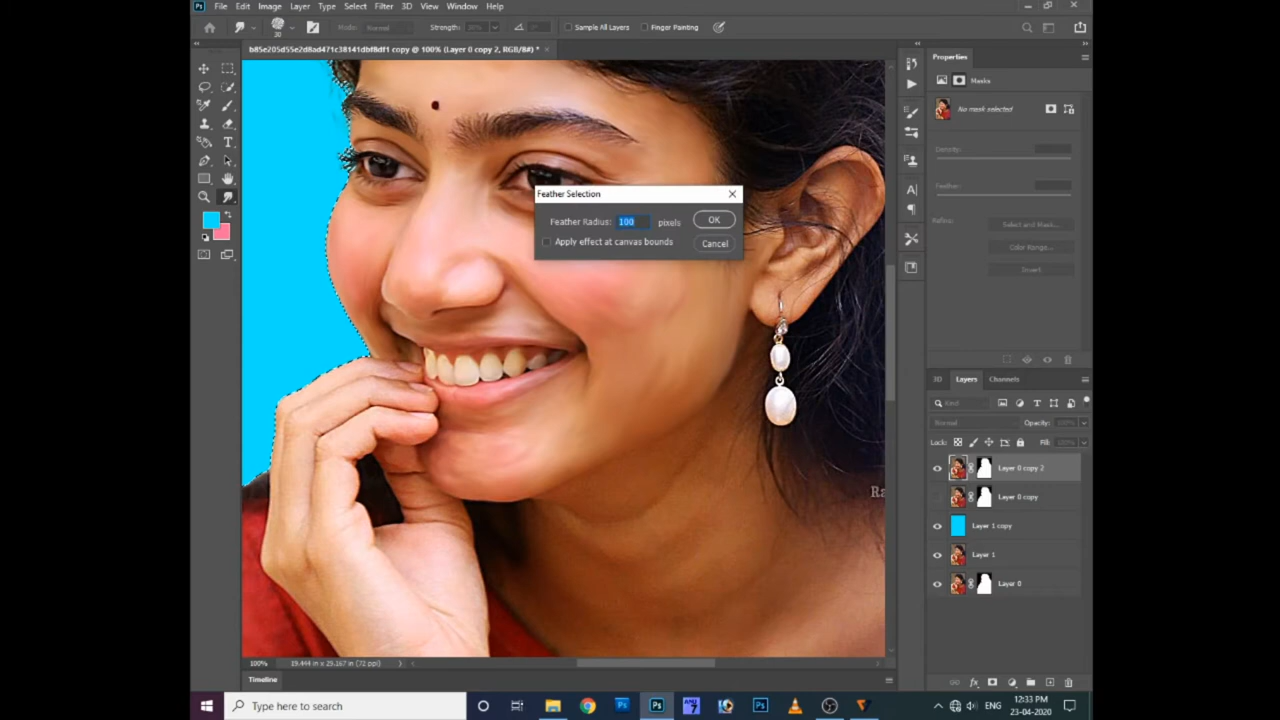 File Edit Image Layer Type Select Filter 3D View Window Help
30 Mode: Normal Strength: Sample All Layers Finger Painting
b85e205d55e2d8ad471c38141dbf8df1 copy @ 100% (Layer 0 copy 2, RGB/8#) *
Properties
Masks
No mask selected
Density:
Feather:
Refine:
Select and Mask...
Color Range...
Invert
Feather Selection
Feather Radius: 100 pixels OK
Apply effect at canvas bounds Cancel
3D Layers Channels
Kind
Normal Opacity: 100%
Lock: Fill: 100%
Layer 0 copy 2
Layer 0 copy
Layer 1 copy
Layer 1
Layer 0
Ra
100% 19.444 in x 29.167 in (72 ppi)
Timeline
Type here to search
ENG 12:33 PM
23-04-2020